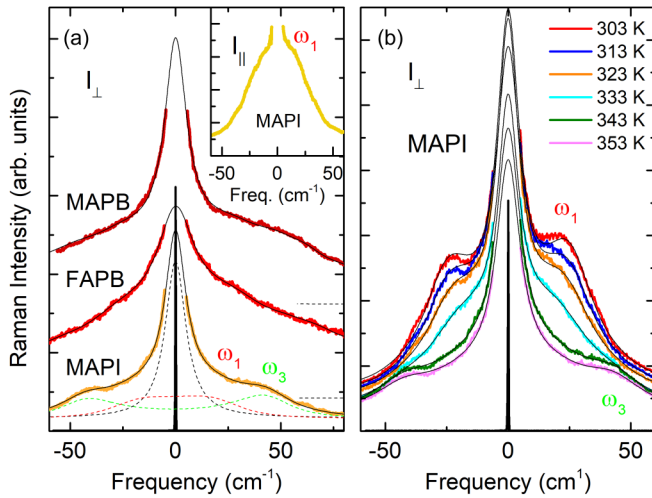 (a)
I⊥
I||
ω1
MAPI
-50 0 50
Freq. (cm-1)
MAPB
FAPB
MAPI
ω1
ω3
-50 0 50
Frequency (cm-1)
Raman Intensity (arb. units)
(b)
I⊥
MAPI
303 K
313 K
323 K
333 K
343 K
353 K
ω1
ω3
-50 0 50
Frequency (cm-1)